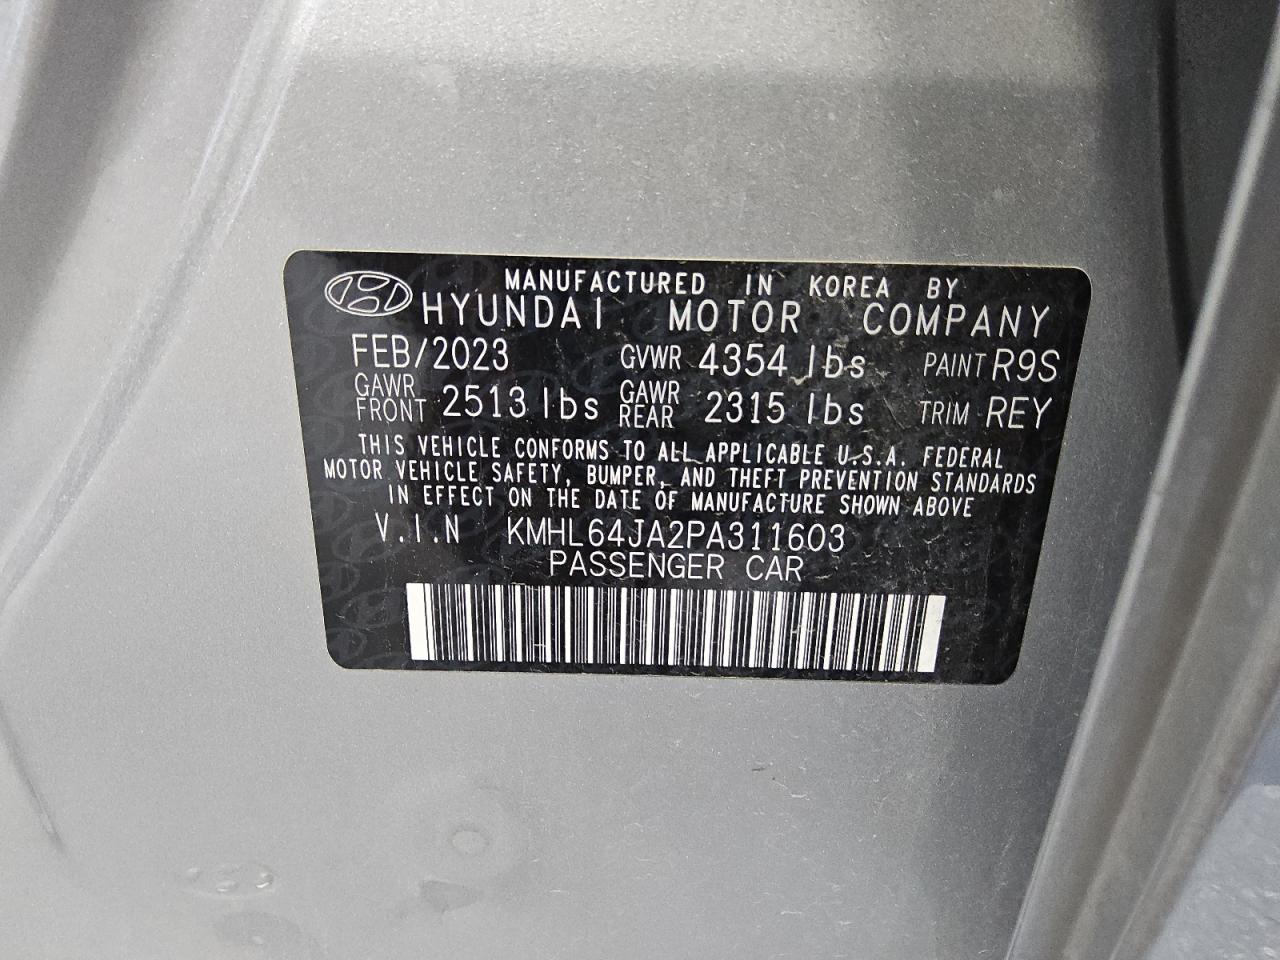 MANUFACTURED IN KOREA BY
HYUNDAI MOTOR COMPANY
FEB/2023 GVWR 4354 lbs PAINT R9S
GAWR FRONT 2513 lbs GAWR REAR 2315 lbs TRIM REY
THIS VEHICLE CONFORMS TO ALL APPLICABLE U.S.A. FEDERAL
MOTOR VEHICLE SAFETY, BUMPER, AND THEFT PREVENTION STANDARDS
IN EFFECT ON THE DATE OF MANUFACTURE SHOWN ABOVE
V.I.N KMHL64JA2PA311603
PASSENGER CAR